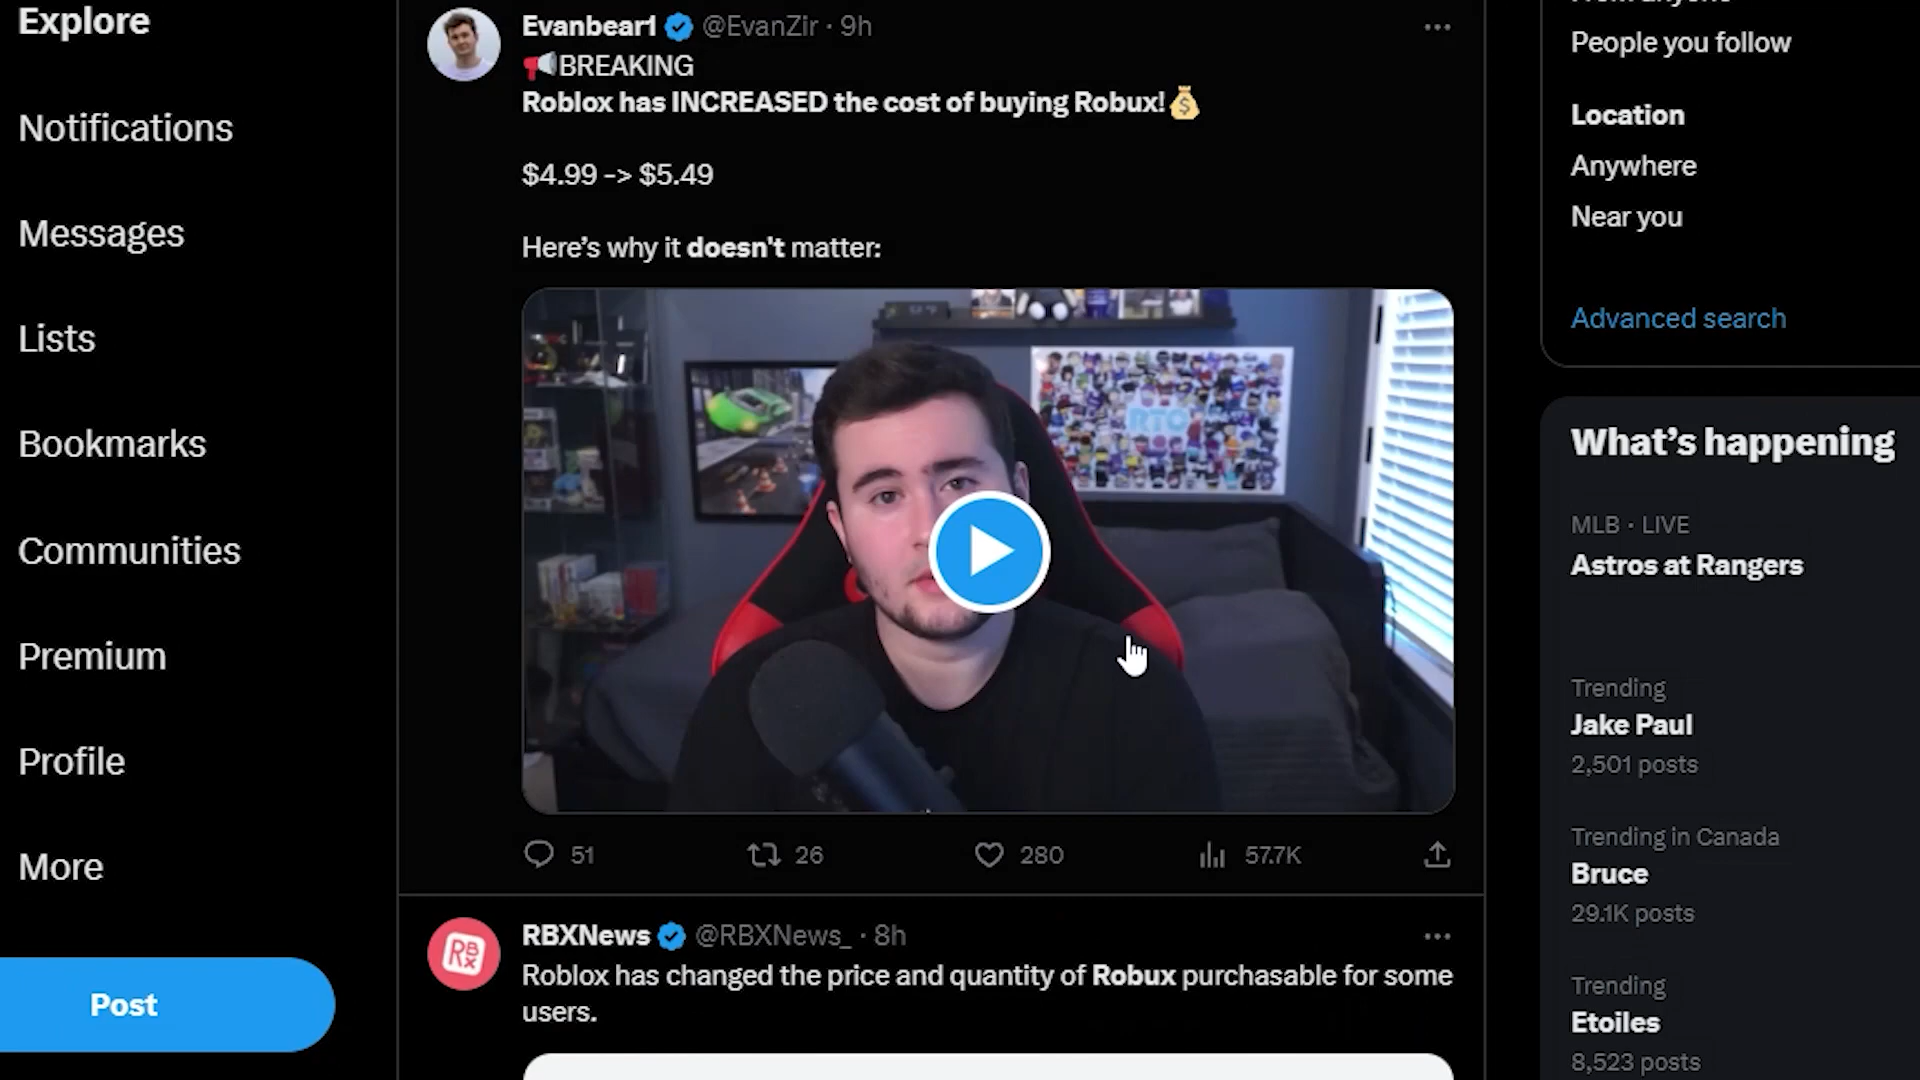 Explore
Notifications
Messages
Lists
Bookmarks
Communities
Premium
Profile
More
Post
Evanbear1 @EvanZir · 9h
BREAKING
Roblox has INCREASED the cost of buying Robux!
$4.99 -> $5.49
Here's why it doesn't matter:
RTO
51 26 280 57.7K
RBXNews @RBXNews_ · 8h
RBX
Roblox has changed the price and quantity of Robux purchasable for some
users.
People you follow
Location
Anywhere
Near you
Advanced search
What's happening
MLB · LIVE
Astros at Rangers
Trending
Jake Paul
2,501 posts
Trending in Canada
Bruce
29.1K posts
Trending
Etoiles
8,523 posts